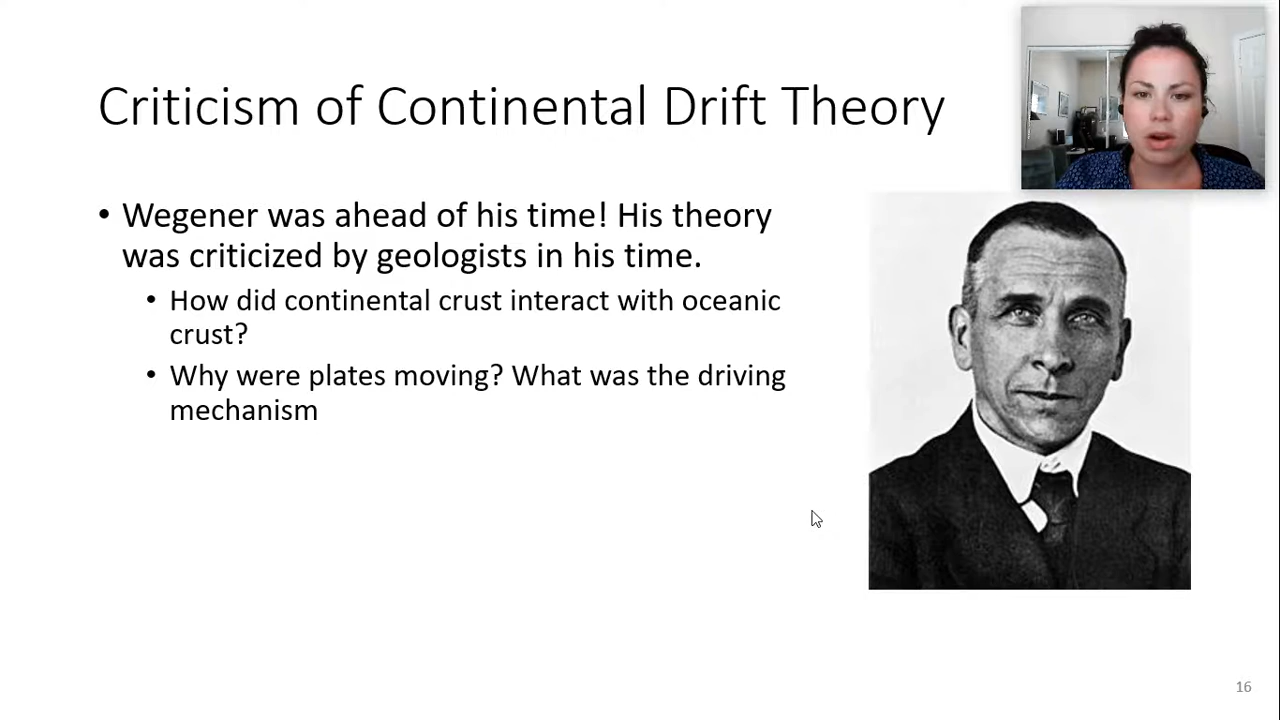 Criticism of Continental Drift Theory
• Wegener was ahead of his time! His theory
was criticized by geologists in his time.
• How did continental crust interact with oceanic
crust?
• Why were plates moving? What was the driving
mechanism
16